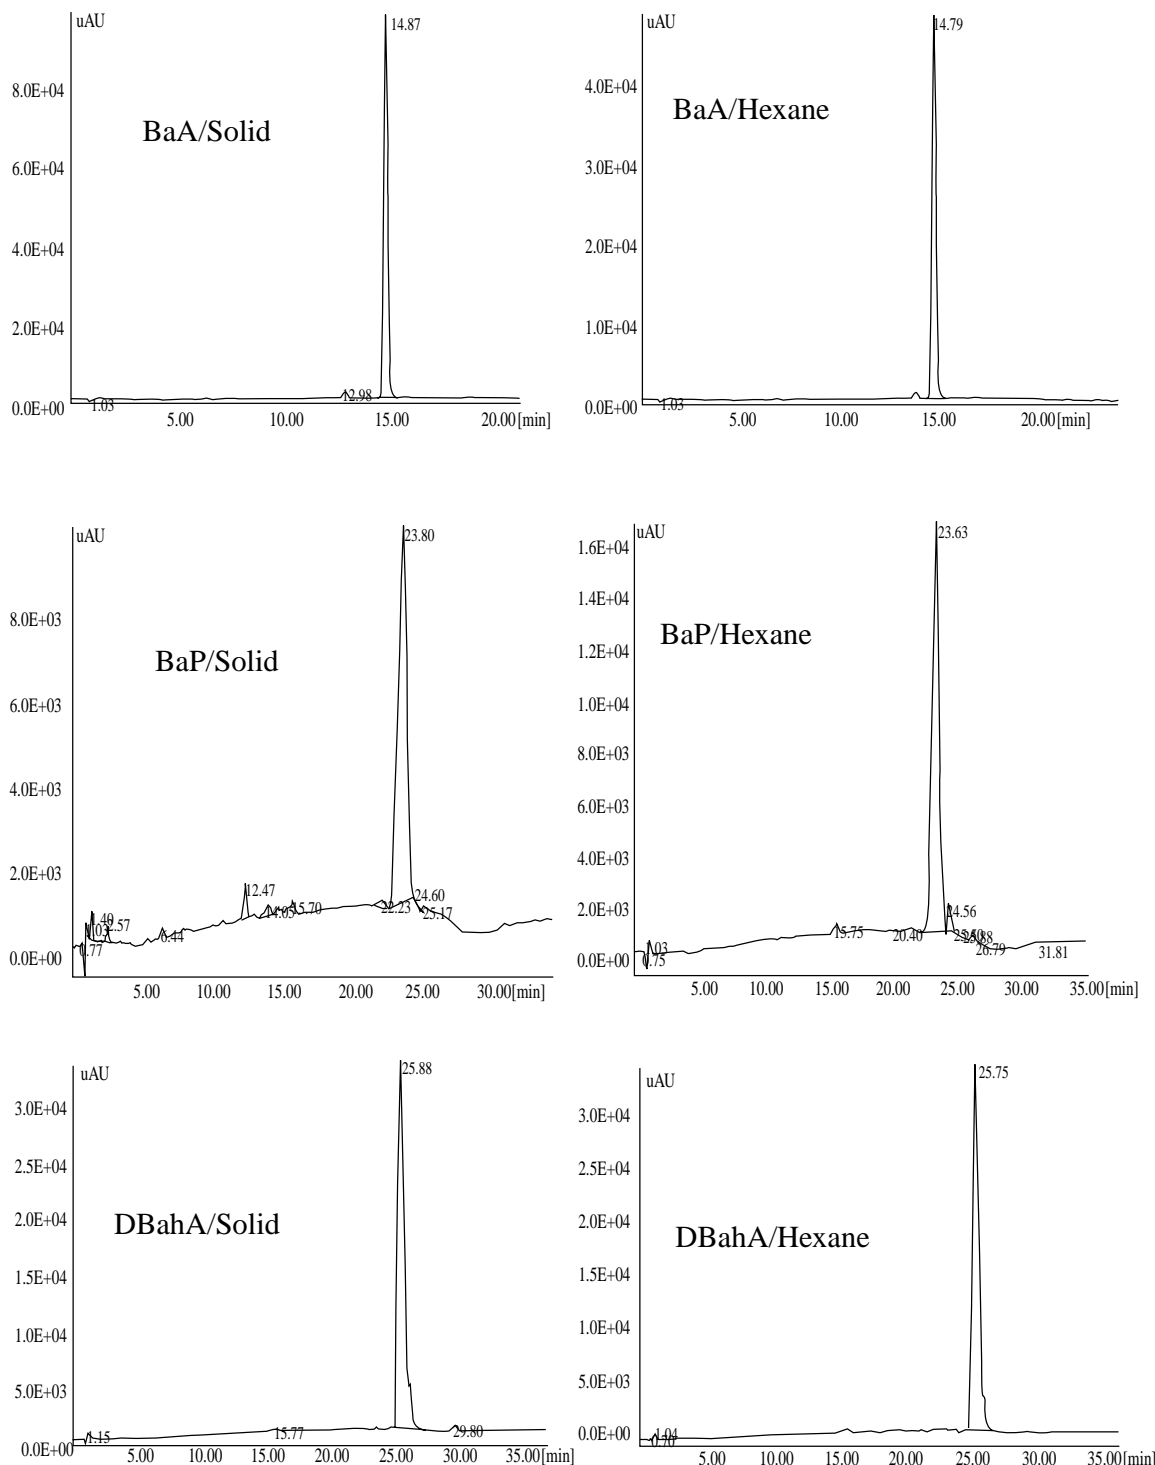 uAU
14.87
8.0E+04
BaA/Solid
6.0E+04
4.0E+04
2.0E+04
12.98
0.0E+00
1.03
5.00 10.00 15.00 20.00[min]
uAU
14.79
4.0E+04
BaA/Hexane
3.0E+04
2.0E+04
1.0E+04
0.0E+00
1.03
5.00 10.00 15.00 20.00[min]
uAU
23.80
8.0E+03
BaP/Solid
6.0E+03
4.0E+03
2.0E+03
12.47
24.60
14.05
15.70
22.23
25.17
1.40
2.57
6.44
0.77
0.0E+00
5.00 10.00 15.00 20.00 25.00 30.00[min]
uAU
23.63
1.6E+04
1.4E+04
BaP/Hexane
1.2E+04
1.0E+04
8.0E+03
6.0E+03
4.0E+03
2.0E+03
24.56
15.75
20.40
26.79
31.81
1.03
0.75
0.0E+00
5.00 10.00 15.00 20.00 25.00 30.00 35.00[min]
uAU
25.88
3.0E+04
2.5E+04
DBahA/Solid
2.0E+04
1.5E+04
1.0E+04
5.0E+03
1.15
15.77
29.80
0.0E+00
5.00 10.00 15.00 20.00 25.00 30.00 35.00[min]
uAU
25.75
3.0E+04
2.5E+04
DBahA/Hexane
2.0E+04
1.5E+04
1.0E+04
5.0E+03
1.04
0.70
0.0E+00
5.00 10.00 15.00 20.00 25.00 30.00 35.00[min]